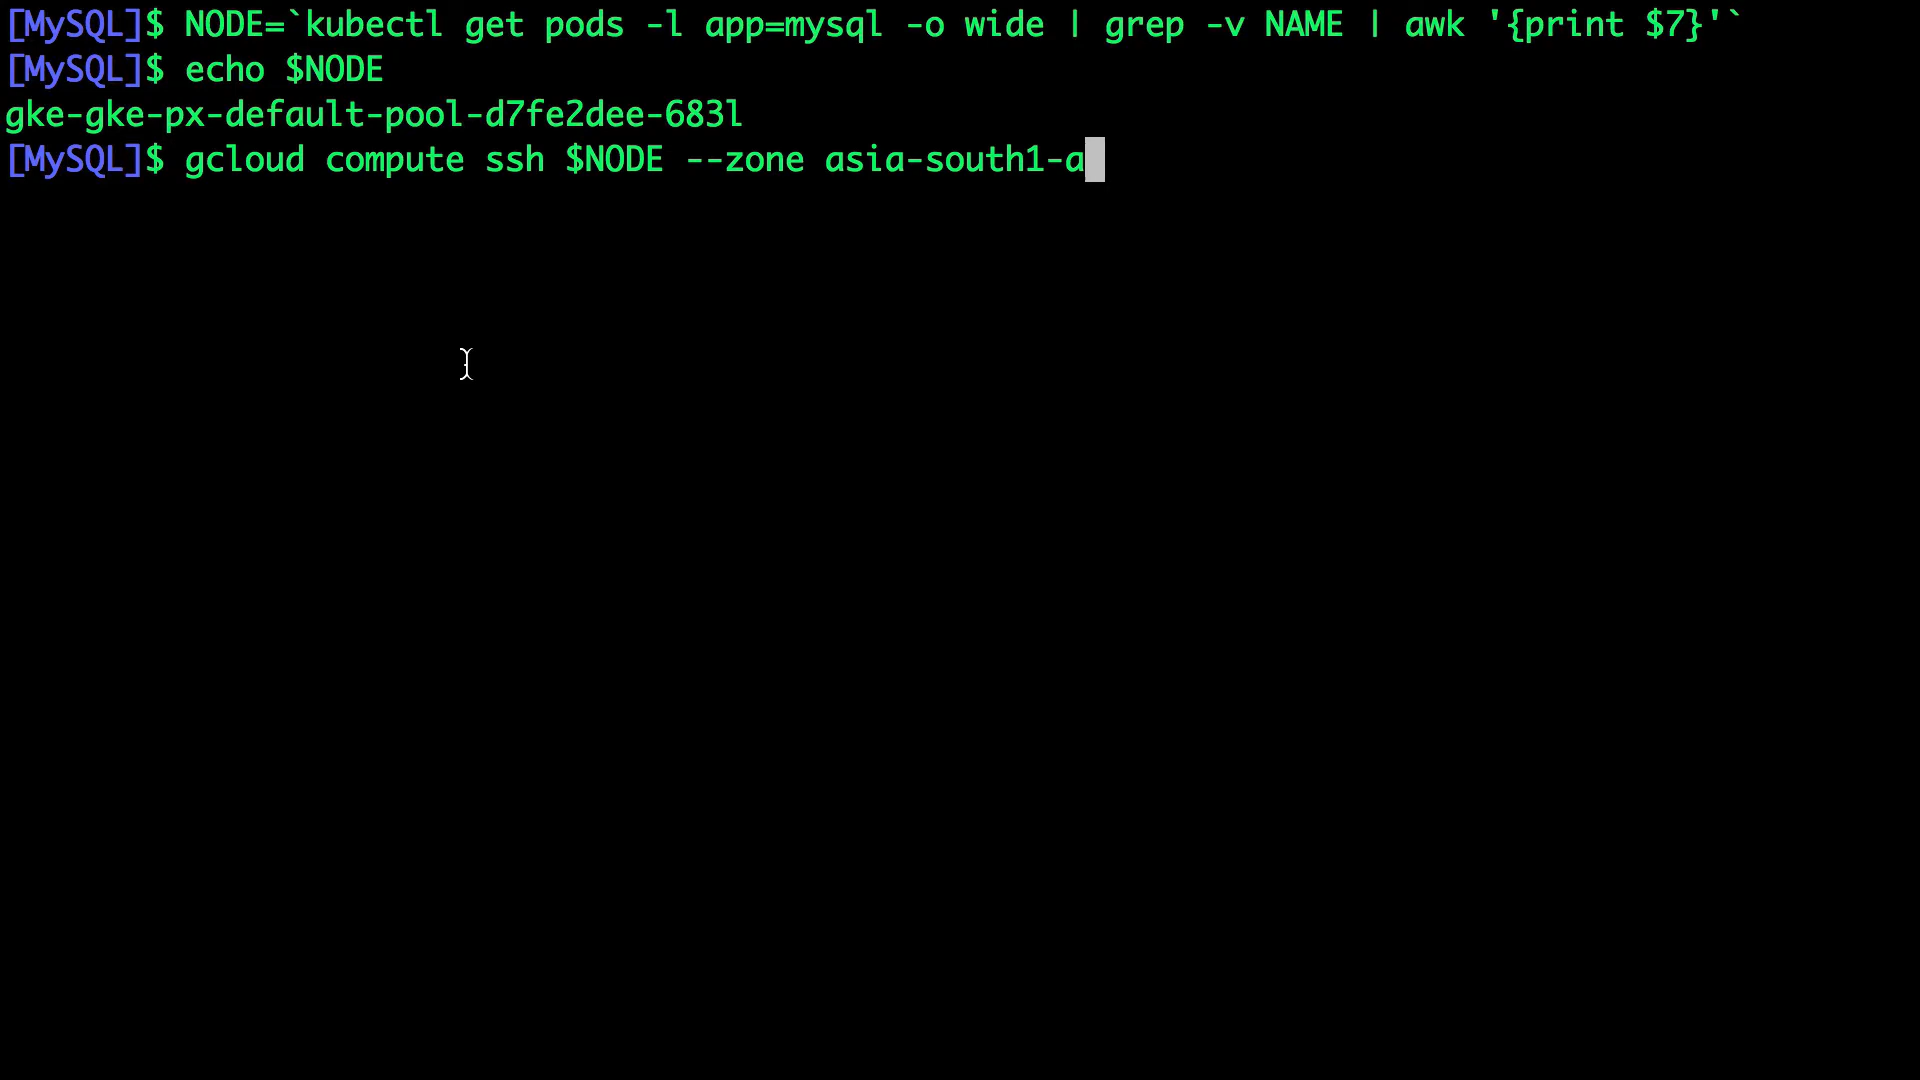 [MySQL]$ NODE=`kubectl get pods -l app=mysql -o wide | grep -v NAME | awk '{print $7}'`
[MySQL]$ echo $NODE
gke-gke-px-default-pool-d7fe2dee-683l
[MySQL]$ gcloud compute ssh $NODE --zone asia-south1-a